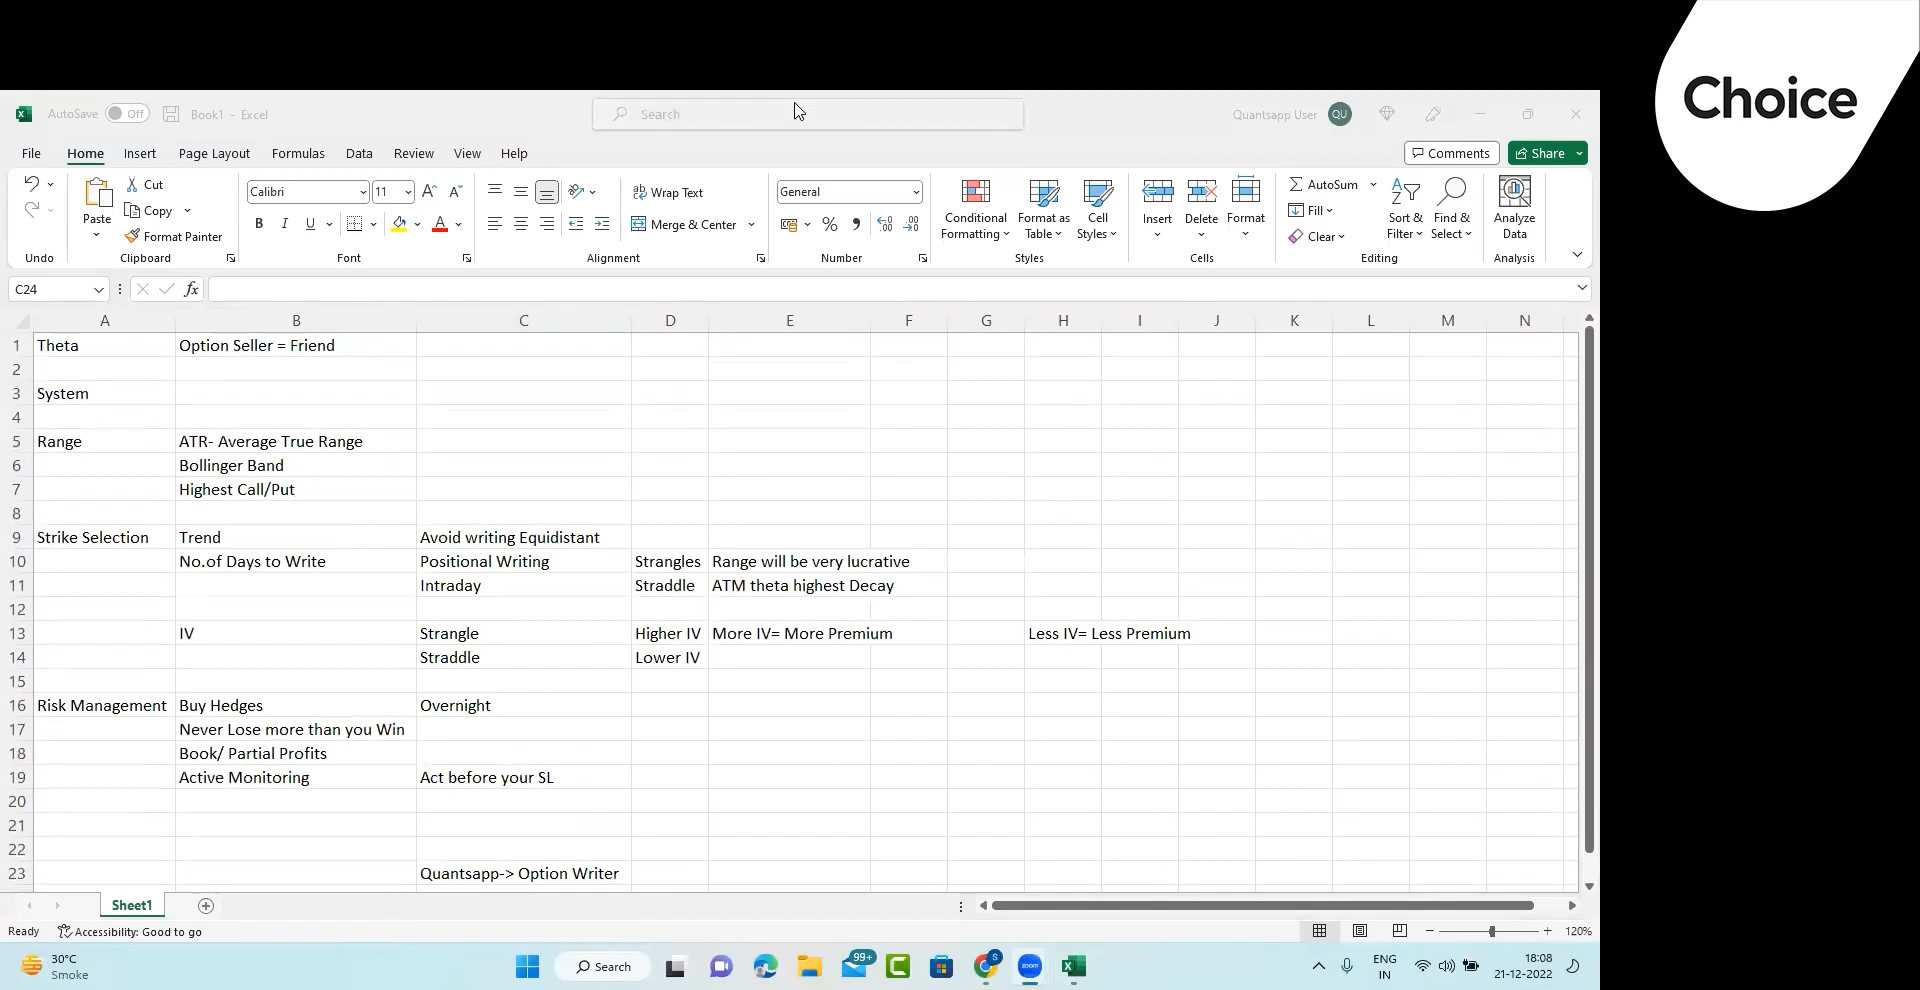 Choice
AutoSave Off Book1 - Excel Search Quantsapp User QU
File Home Insert Page Layout Formulas Data Review View Help Comments Share
Cut
Copy
Format Painter
Paste
Calibri 11
B I U
Wrap Text
Merge & Center
General
Conditional Formatting
Format as Table
Cell Styles
Insert Delete Format
AutoSum
Fill
Clear
Sort & Filter
Find & Select
Analyze Data
Undo Clipboard Font Alignment Number Styles Cells Editing Analysis
C24 fx
A B C D E F G H I J K L M N
1 Theta Option Seller = Friend
2
3 System
4
5 Range ATR- Average True Range
6 Bollinger Band
7 Highest Call/Put
8
9 Strike Selection Trend Avoid writing Equidistant
10 No.of Days to Write Positional Writing Strangles Range will be very lucrative
11 Intraday Straddle ATM theta highest Decay
12
13 IV Strangle Higher IV More IV= More Premium Less IV= Less Premium
14 Straddle Lower IV
15
16 Risk Management Buy Hedges Overnight
17 Never Lose more than you Win
18 Book/ Partial Profits
19 Active Monitoring Act before your SL
20
21
22
23 Quantsapp-> Option Writer
Sheet1
Ready Accessibility: Good to go 120%
30°C
Smoke
Search
99+
S
zoom
ENG
IN
18:08
21-12-2022